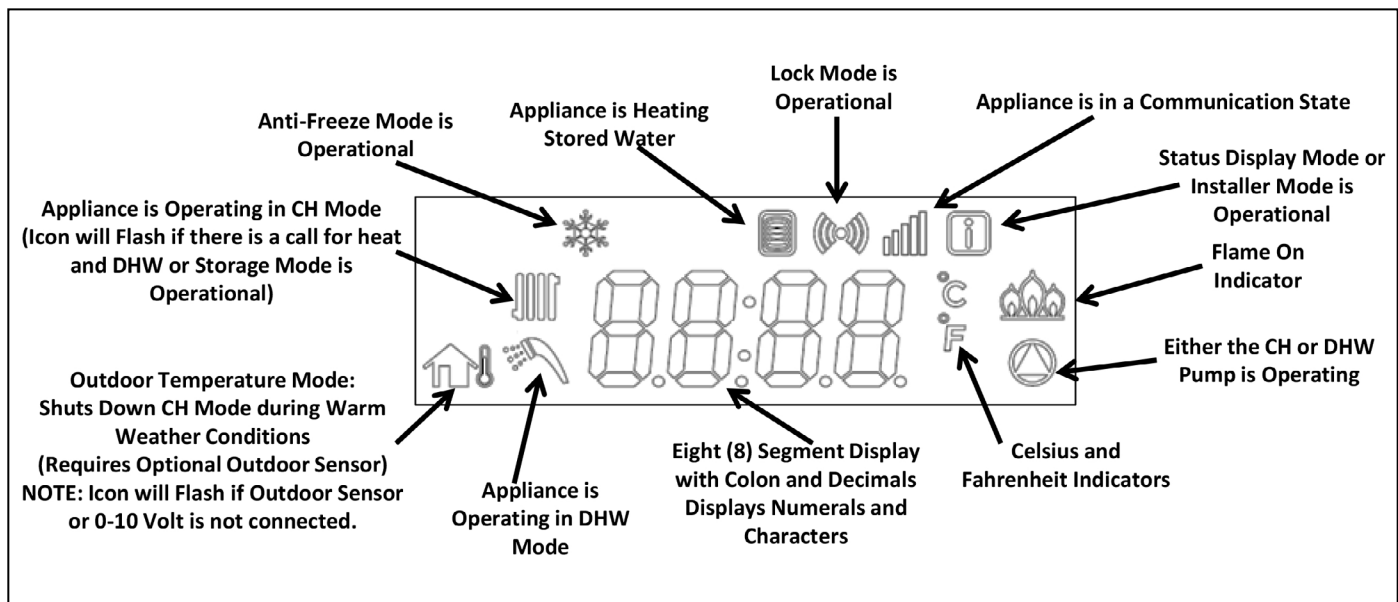 Lock Mode is
Operational
Appliance is Heating
Stored Water
Appliance is in a Communication State
Anti-Freeze Mode is
Operational
Status Display Mode or
Installer Mode is
Operational
Appliance is Operating in CH Mode
(Icon will Flash if there is a call for heat
and DHW or Storage Mode is
Operational)
Flame On
Indicator
88:88
°C
°F
Either the CH or DHW
Pump is Operating
Outdoor Temperature Mode:
Shuts Down CH Mode during Warm
Weather Conditions
(Requires Optional Outdoor Sensor)
NOTE: Icon will Flash if Outdoor Sensor
or 0-10 Volt is not connected.
Appliance is
Operating in DHW
Mode
Eight (8) Segment Display
with Colon and Decimals
Displays Numerals and
Characters
Celsius and
Fahrenheit Indicators